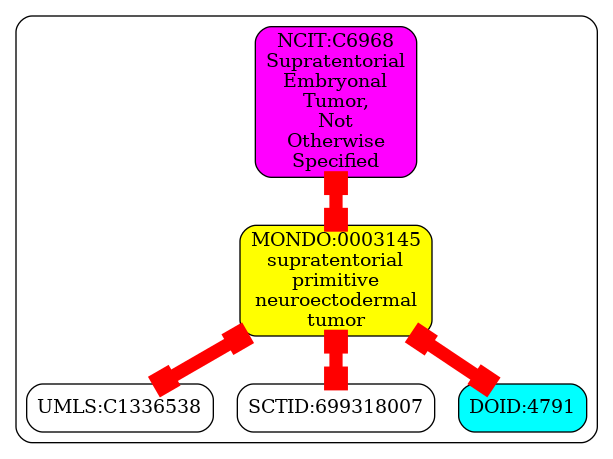 NCIT:C6968
Supratentorial
Embryonal
Tumor,
Not
Otherwise
Specified
MONDO:0003145
supratentorial
primitive
neuroectodermal
tumor
UMLS:C1336538
SCTID:699318007
DOID:4791